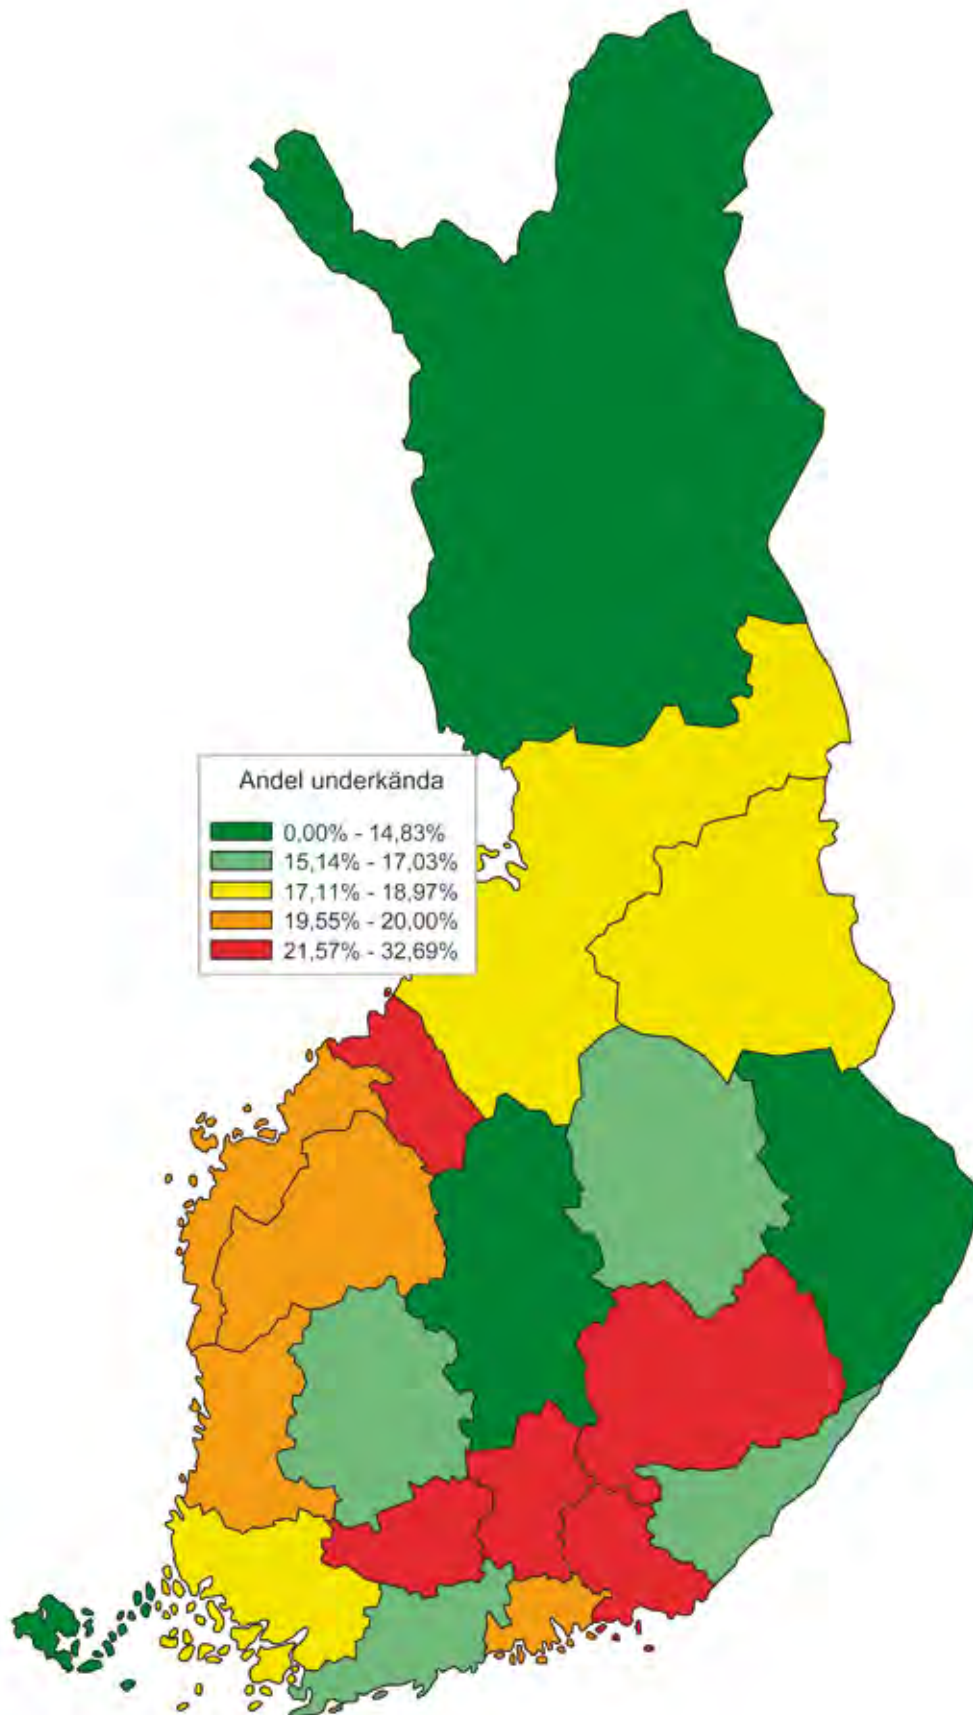 Andel underkända
0,00% - 14,83%
15,14% - 17,03%
17,11% - 18,97%
19,55% - 20,00%
21,57% - 32,69%